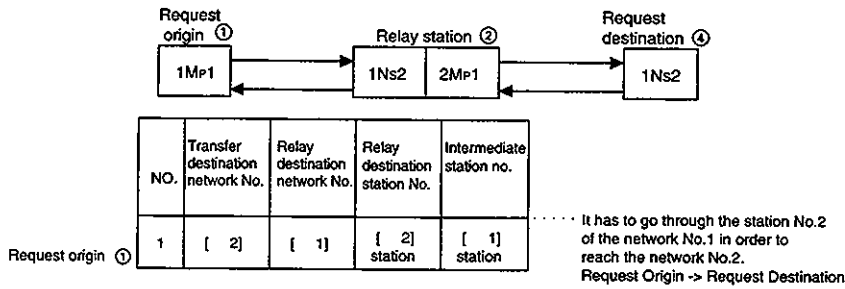 Request
origin ①
Relay station ②
Request
destination ④
1MP1
1NS2
2MP1
1NS2
NO.
Transfer
destination
network No.
Relay
destination
network No.
Relay
destination
station No.
Intermediate
station no.
Request origin ①
1
[ 2]
[ 1]
[ 2]
station
[ 1]
station
It has to go through the station No.2
of the network No.1 in order to
reach the network No.2.
Request Origin -> Request Destination